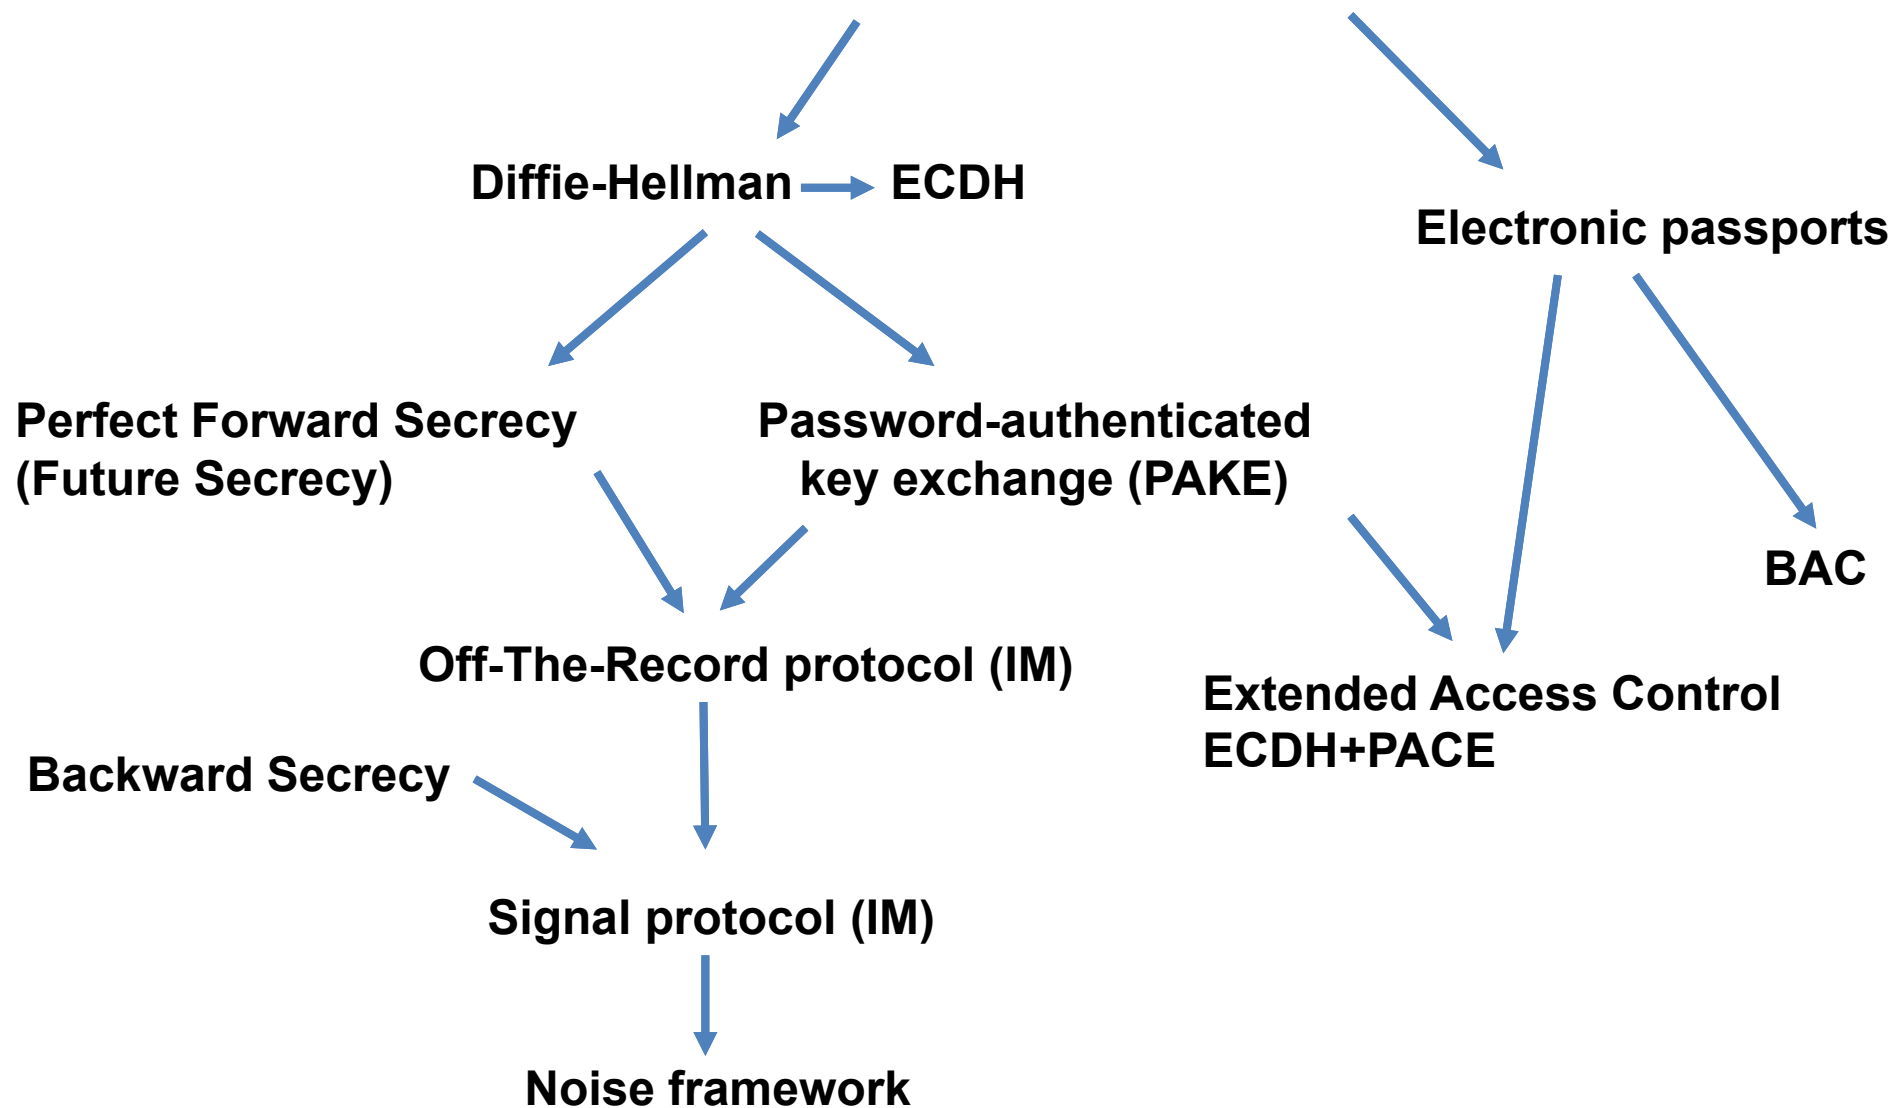 Diffie-Hellman
ECDH
Electronic passports
Perfect Forward Secrecy
(Future Secrecy)
Password-authenticated
key exchange (PAKE)
BAC
Off-The-Record protocol (IM)
Extended Access Control
ECDH+PACE
Backward Secrecy
Signal protocol (IM)
Noise framework